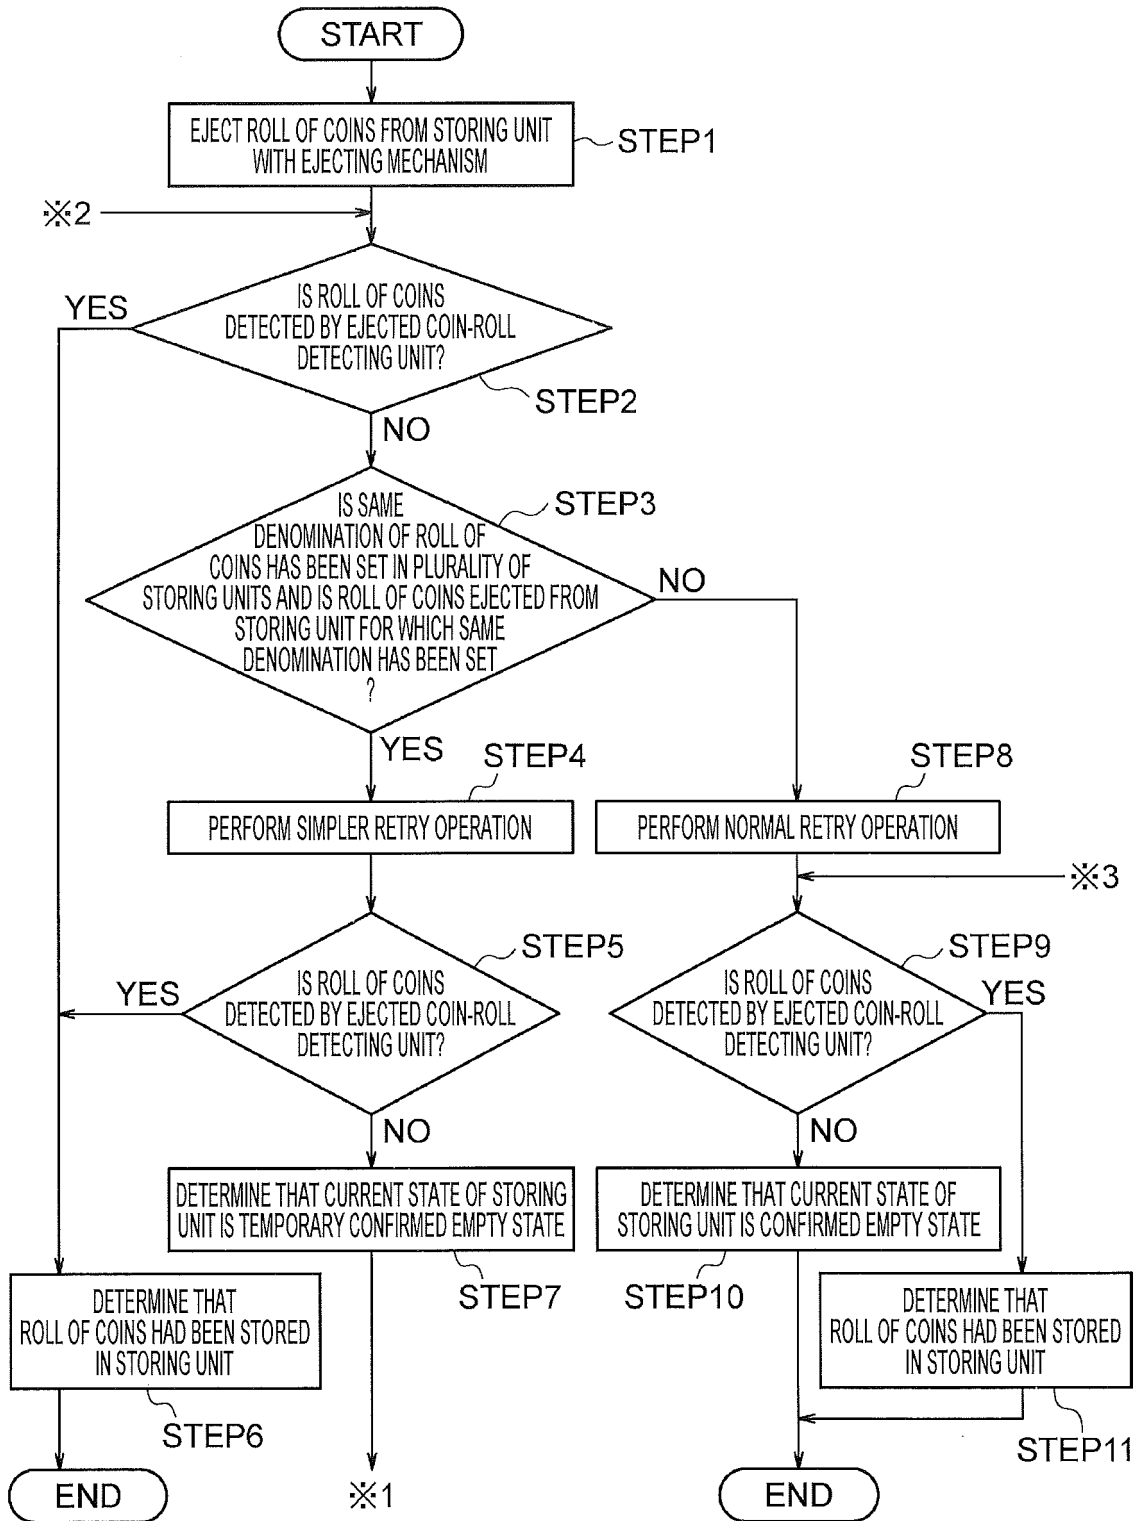 START
EJECT ROLL OF COINS FROM STORING UNIT
WITH EJECTING MECHANISM
STEP1
※2
IS ROLL OF COINS
DETECTED BY EJECTED COIN-ROLL
DETECTING UNIT?
YES
STEP2
NO
IS SAME
DENOMINATION OF ROLL OF
COINS HAS BEEN SET IN PLURALITY OF
STORING UNITS AND IS ROLL OF COINS EJECTED FROM
STORING UNIT FOR WHICH SAME
DENOMINATION HAS BEEN SET
?
STEP3
NO
YES
STEP4
PERFORM SIMPLER RETRY OPERATION
STEP8
PERFORM NORMAL RETRY OPERATION
※3
STEP5
IS ROLL OF COINS
DETECTED BY EJECTED COIN-ROLL
DETECTING UNIT?
YES
NO
STEP9
IS ROLL OF COINS
DETECTED BY EJECTED COIN-ROLL
DETECTING UNIT?
YES
NO
DETERMINE THAT CURRENT STATE OF STORING
UNIT IS TEMPORARY CONFIRMED EMPTY STATE
STEP7
DETERMINE THAT CURRENT STATE OF
STORING UNIT IS CONFIRMED EMPTY STATE
STEP10
DETERMINE THAT
ROLL OF COINS HAD BEEN STORED
IN STORING UNIT
STEP6
DETERMINE THAT
ROLL OF COINS HAD BEEN STORED
IN STORING UNIT
STEP11
END
※1
END